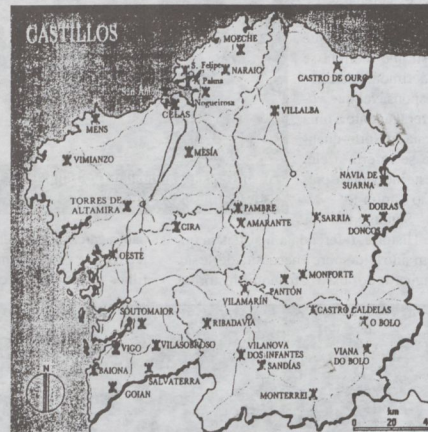 CASTILLOS
MOECHE
S. Felipe
Palma
NARAIO
CASTRO DE OURO
Nogueirosa
CELAS
VILLALBA
MENS
VIMIANZO
MESÍA
NAVIA DE
SUARNA
TORRES DE
ALTAMIRA
PAMBRE
AMARANTE
SARRIA
DOIRAS
DONCOS
CIRA
OESTE
MONFORTE
PANTÓN
VILAMARÍN
CASTRO CALDELAS
O BOLO
SOUTOMAIOR
RIBADAVIA
VIGO
VILASOBROSO
VILANOVA
DOS INFANTES
SANDÍAS
VIANA
DO BOLO
BAIONA
SALVATERRA
GOIAN
MONTERREI
N
km
0